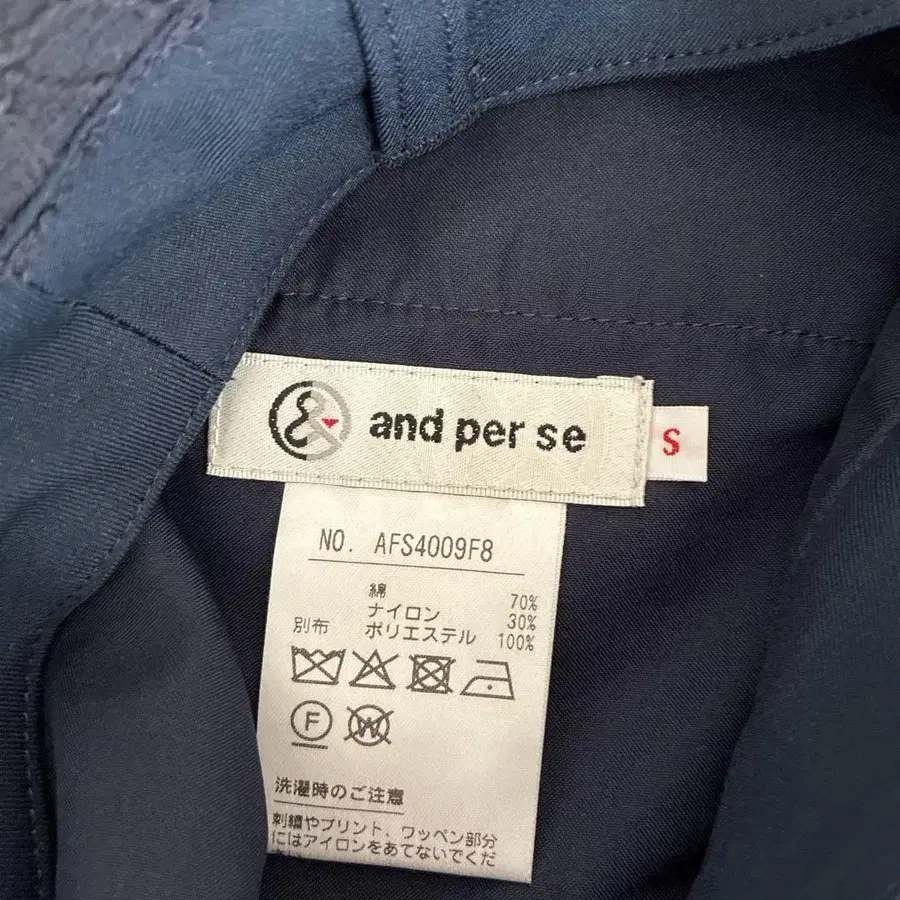 and per se
S
NO. AFS4009F8
綿 70%
ナイロン 30%
別布 ポリエステル 100%
F
W
洗濯時のご注意
刺繍やプリント、ワッペン部分
にはアイロンをあてないでくだ
さい。